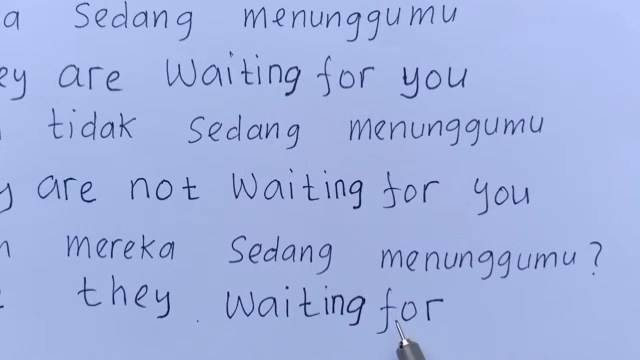 a Sedang menunggumu
ey are Waiting for you
tidak Sedang menunggumu
y are not Waiting for you
n mereka Sedang menunggumu?
they Waiting for